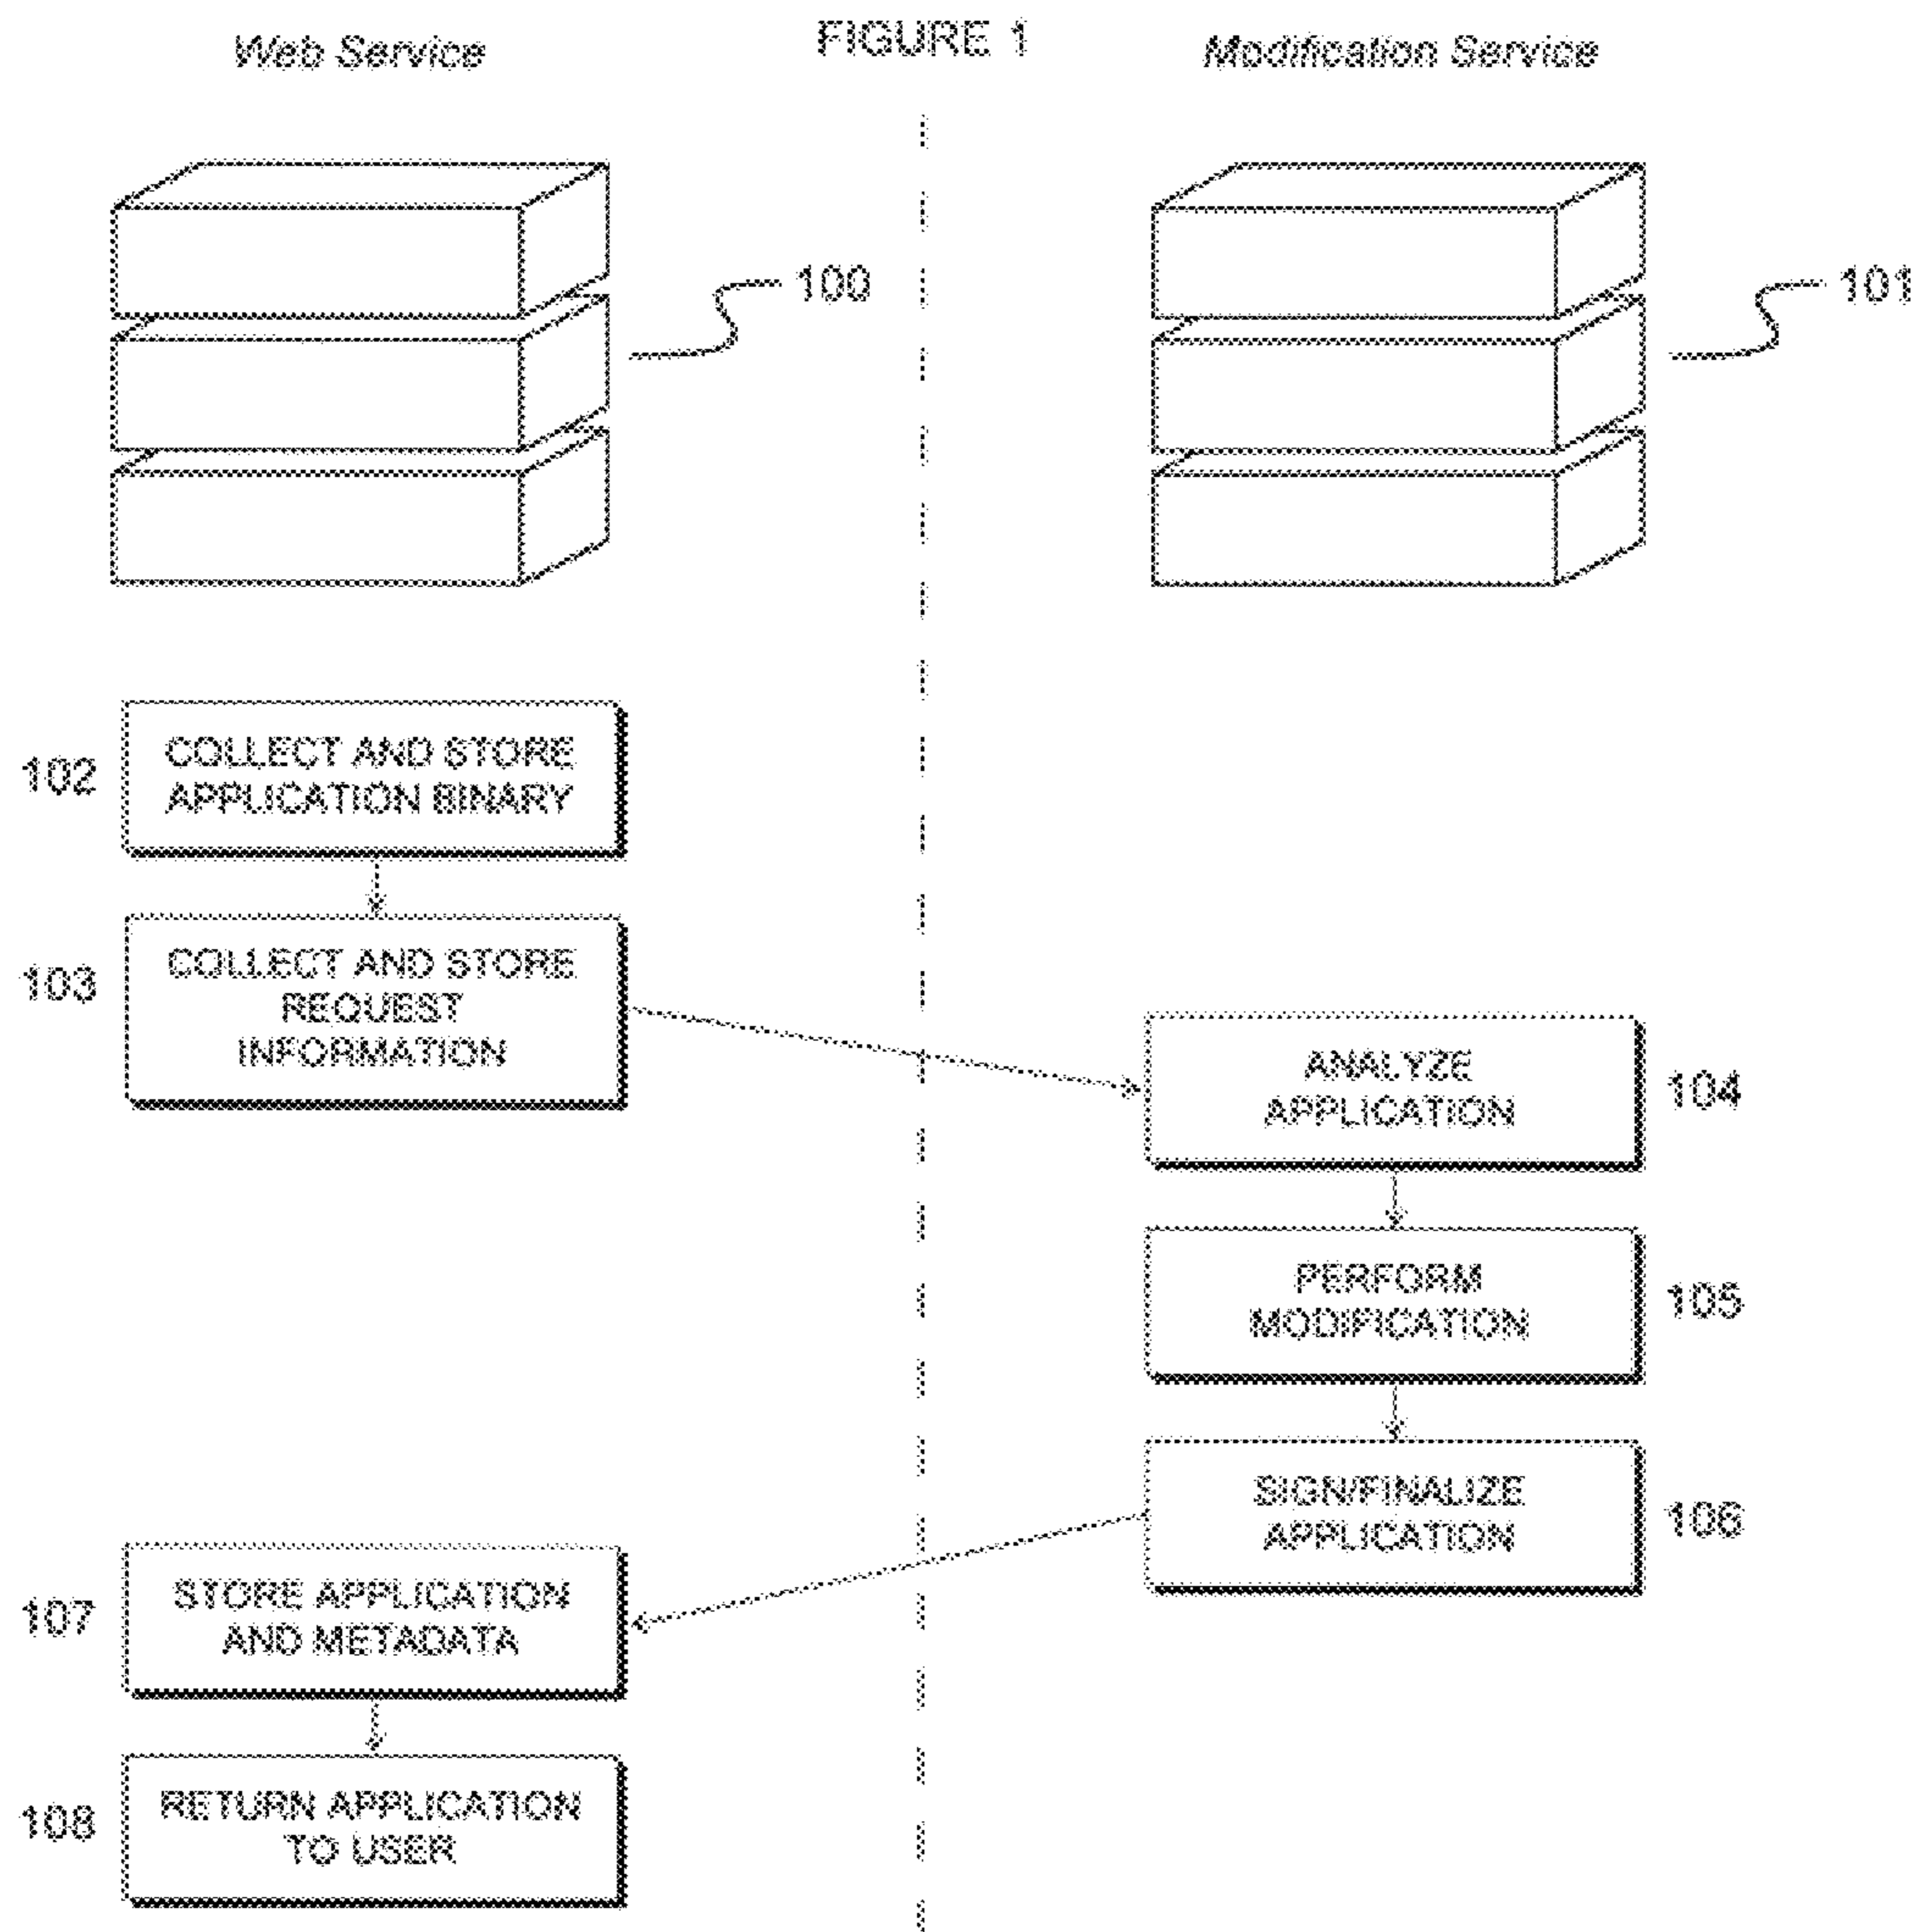 FIGURE 1
Web Service
Modification Service
100
101
102
COLLECT AND STORE
APPLICATION BINARY
103
COLLECT AND STORE
REQUEST
INFORMATION
ANALYZE
APPLICATION
104
PERFORM
MODIFICATION
105
SIGN/FINALIZE
APPLICATION
106
107
STORE APPLICATION
AND METADATA
108
RETURN APPLICATION
TO USER